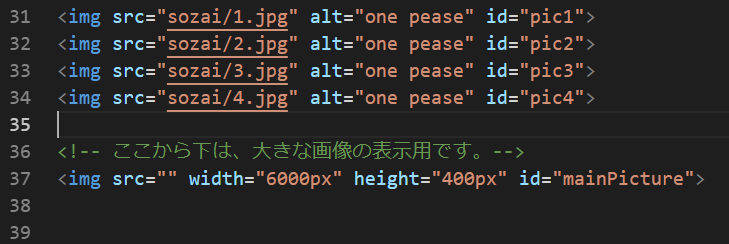 31 <img src="sozai/1.jpg" alt="one pease" id="pic1">
32 <img src="sozai/2.jpg" alt="one pease" id="pic2">
33 <img src="sozai/3.jpg" alt="one pease" id="pic3">
34 <img src="sozai/4.jpg" alt="one pease" id="pic4">
35
36 <!-- ここから下は、大きな画像の表示用です。-->
37 <img src="" width="6000px" height="400px" id="mainPicture">
38
39